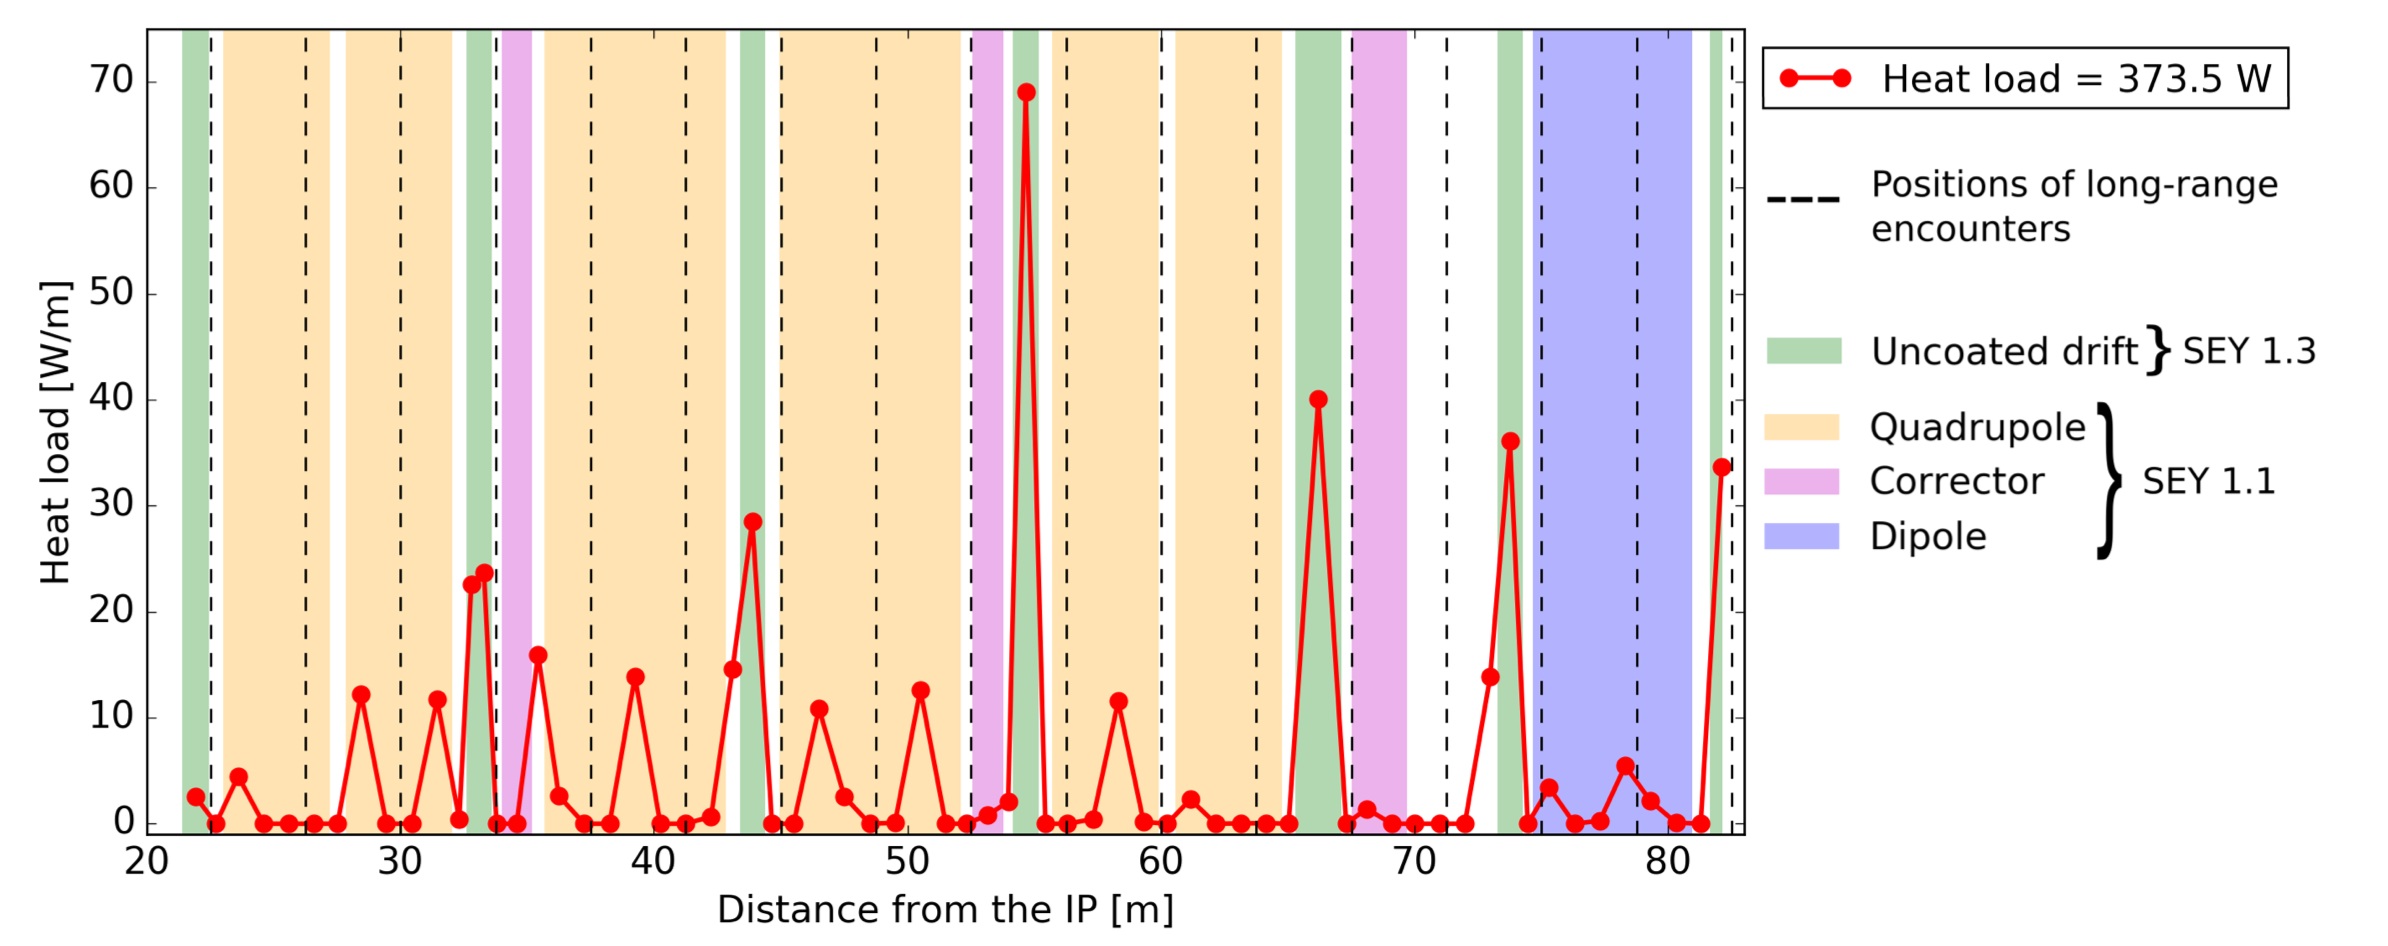 70
60
50
40
30
20
10
0
Heat load [W/m]
20 30 40 50 60 70 80
Distance from the IP [m]
Heat load = 373.5 W
Positions of long-range
encounters
Uncoated drift } SEY 1.3
Quadrupole
Corrector } SEY 1.1
Dipole